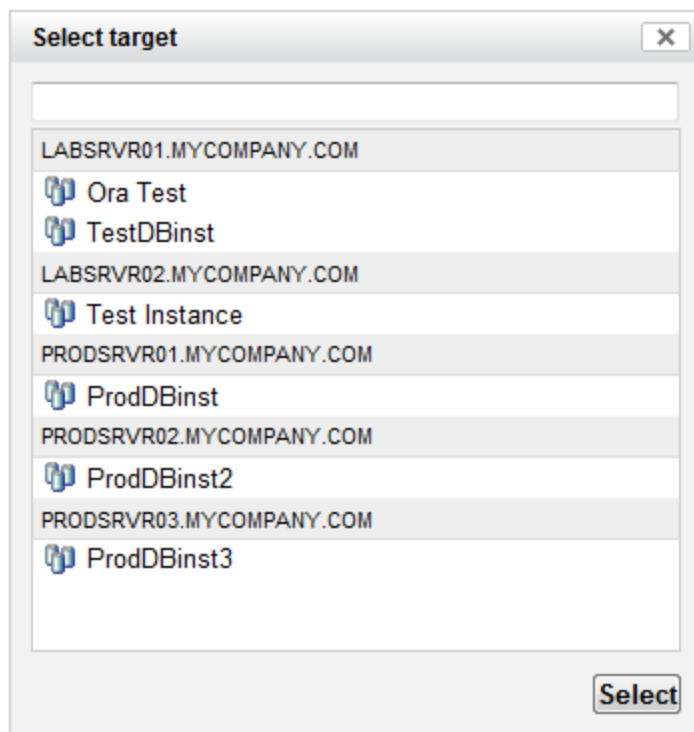 Select target
LABSRVR01.MYCOMPANY.COM
Ora Test
TestDBinst
LABSRVR02.MYCOMPANY.COM
Test Instance
PRODSRVR01.MYCOMPANY.COM
ProdDBinst
PRODSRVR02.MYCOMPANY.COM
ProdDBinst2
PRODSRVR03.MYCOMPANY.COM
ProdDBinst3
Select